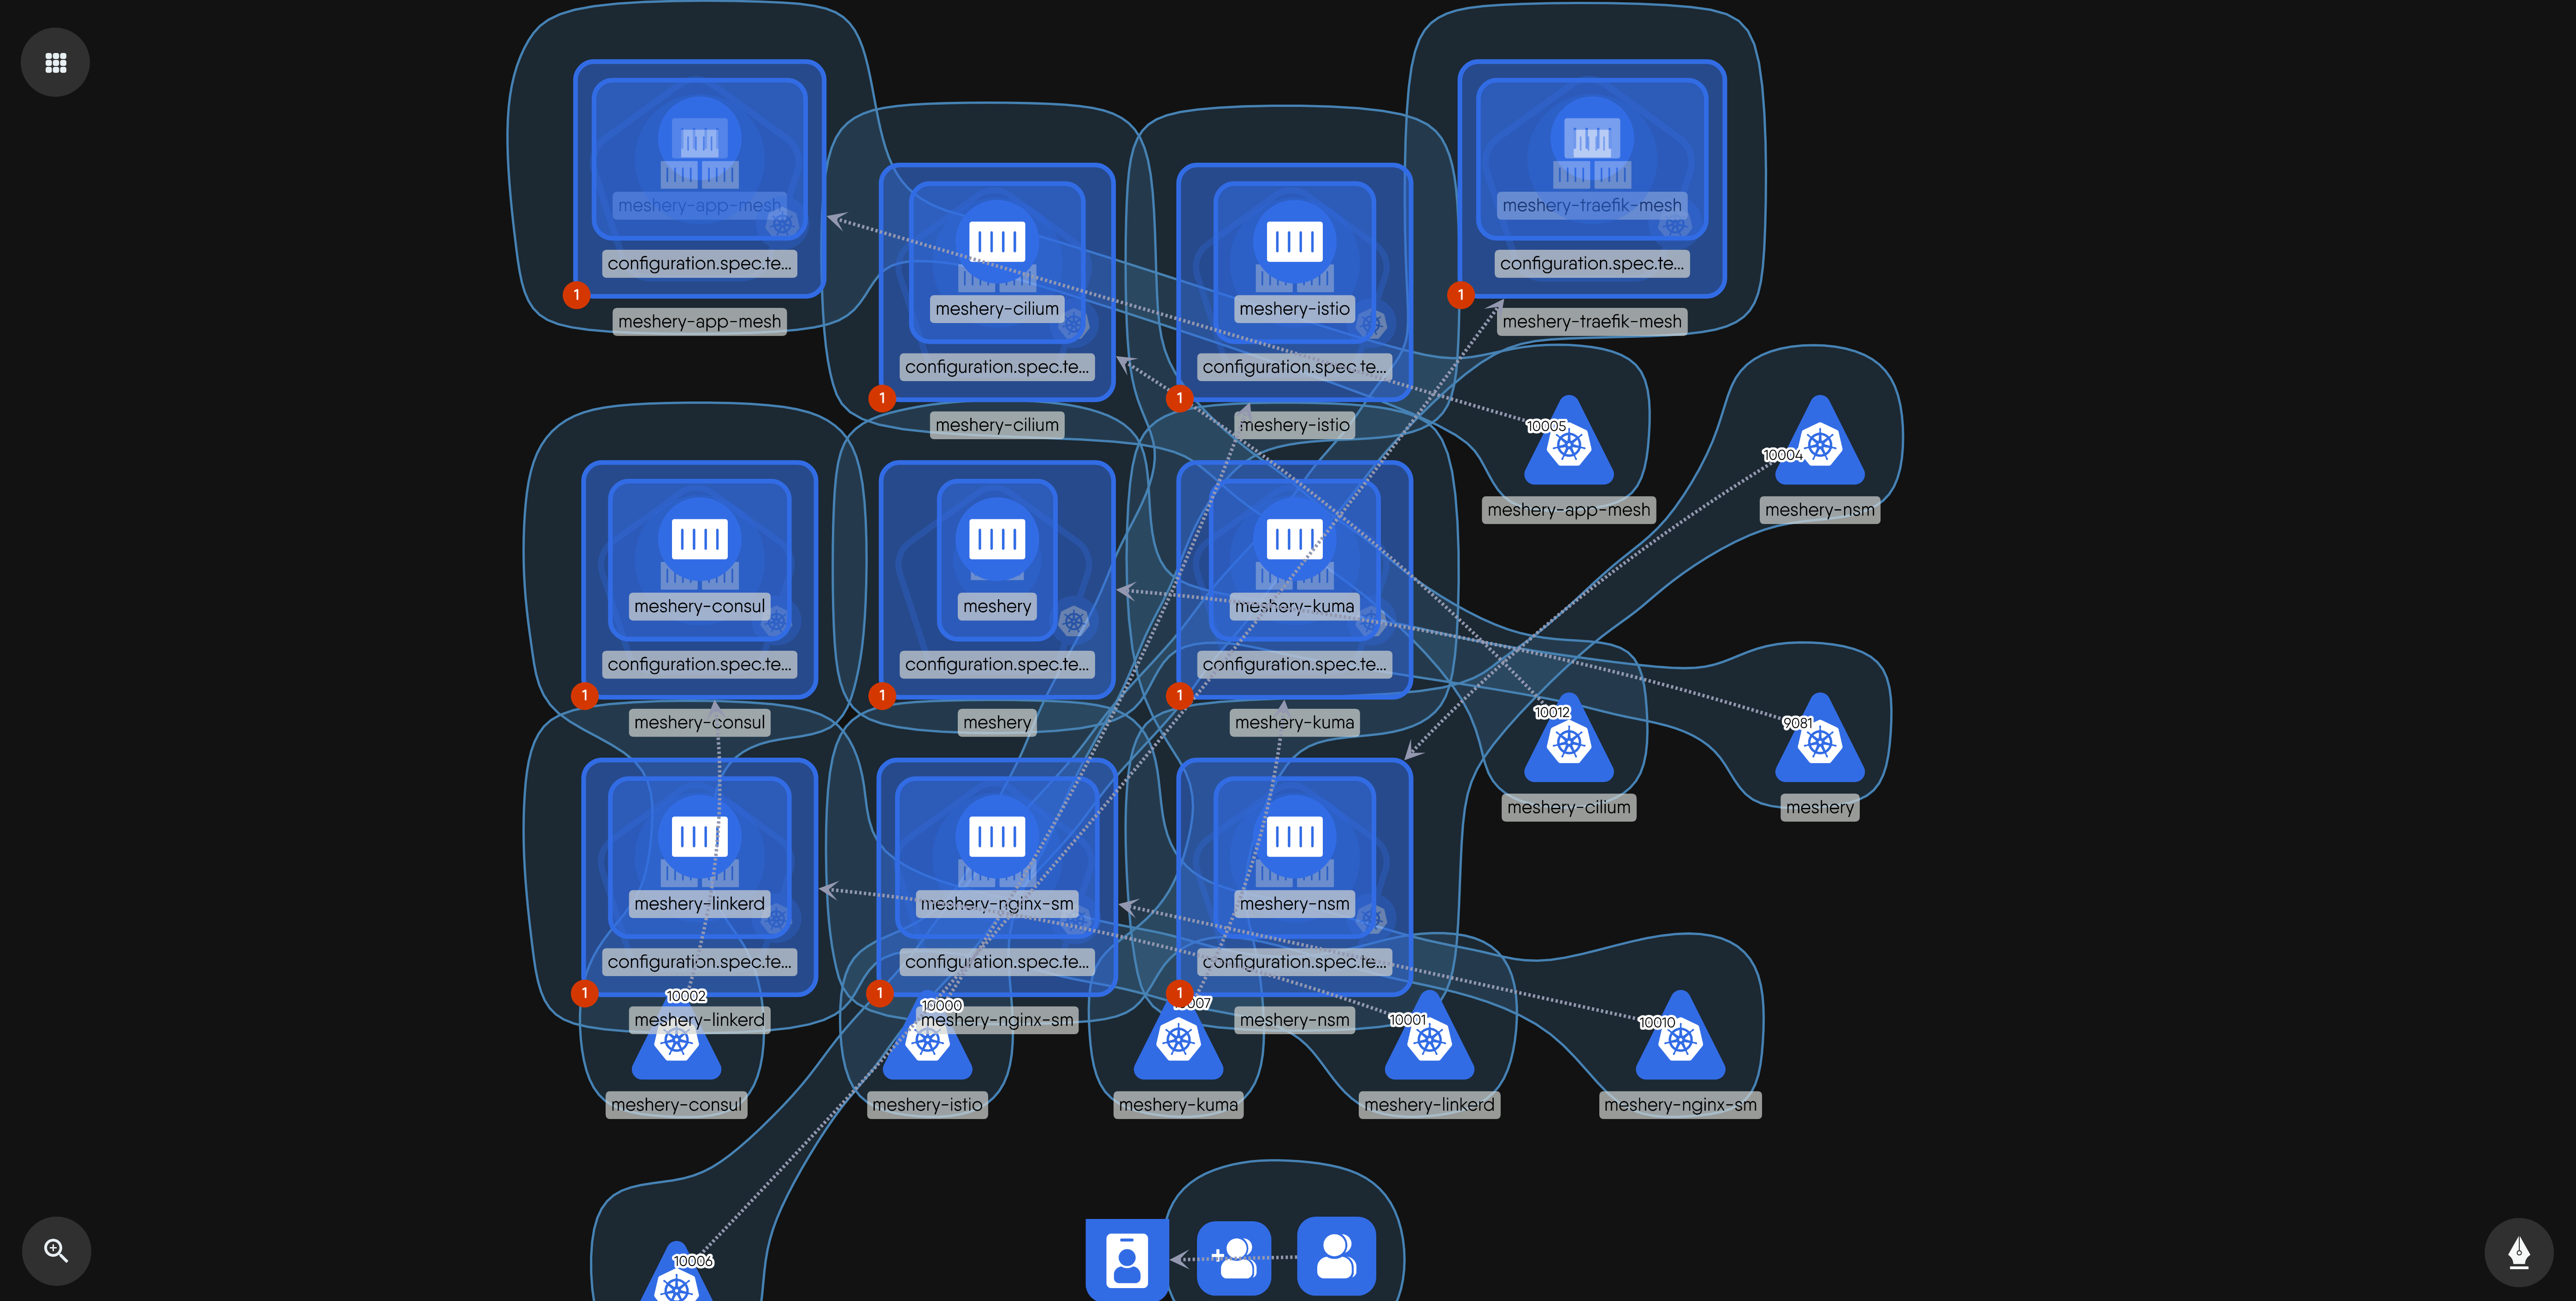 meshery-app-mesh
configuration.spec.te...
1
meshery-app-mesh
meshery-cilium
configuration.spec.te...
1
meshery-cilium
meshery-istio
configuration.spec.te...
1
meshery-istio
meshery-traefik-mesh
configuration.spec.te...
1
meshery-traefik-mesh
10005
meshery-app-mesh
10004
meshery-nsm
meshery-consul
configuration.spec.te...
1
meshery-consul
meshery
configuration.spec.te...
1
meshery
meshery-kuma
configuration.spec.te...
1
meshery-kuma
10012
meshery-cilium
9081
meshery
meshery-linkerd
configuration.spec.te...
1
meshery-linkerd
meshery-nginx-sm
configuration.spec.te...
1
meshery-nginx-sm
meshery-nsm
configuration.spec.te...
1
meshery-nsm
10002
meshery-consul
10000
meshery-istio
meshery-kuma
10001
meshery-linkerd
10010
meshery-nginx-sm
10006